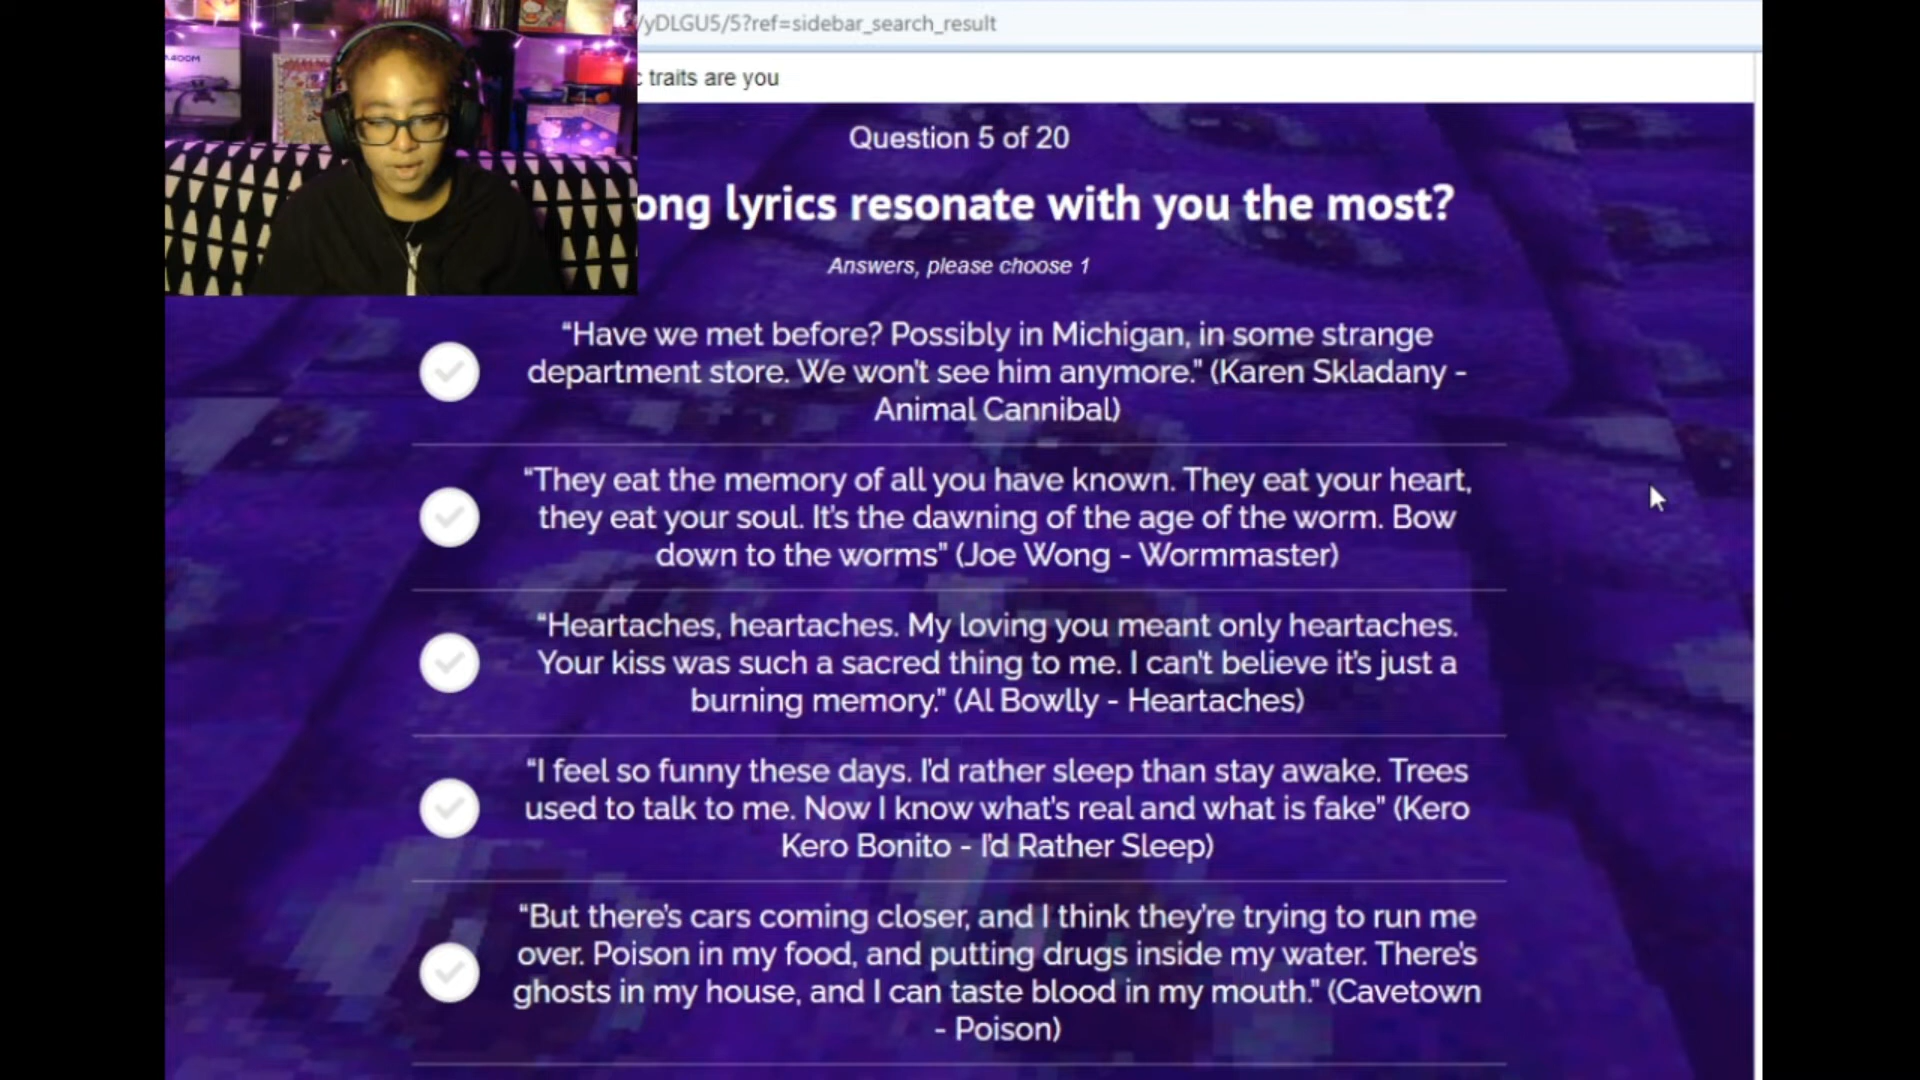 /yDLGU5/5?ref=sidebar_search_result
c traits are you
Question 5 of 20
ong lyrics resonate with you the most?
Answers, please choose 1
“Have we met before? Possibly in Michigan, in some strange
department store. We won't see him anymore.” (Karen Skladany -
Animal Cannibal)
“They eat the memory of all you have known. They eat your heart,
they eat your soul. It's the dawning of the age of the worm. Bow
down to the worms” (Joe Wong - Wormmaster)
“Heartaches, heartaches. My loving you meant only heartaches.
Your kiss was such a sacred thing to me. I can't believe it's just a
burning memory.” (Al Bowlly - Heartaches)
“I feel so funny these days. I'd rather sleep than stay awake. Trees
used to talk to me. Now I know what's real and what is fake” (Kero
Kero Bonito - I'd Rather Sleep)
“But there's cars coming closer, and I think they're trying to run me
over. Poison in my food, and putting drugs inside my water. There's
ghosts in my house, and I can taste blood in my mouth.” (Cavetown
- Poison)